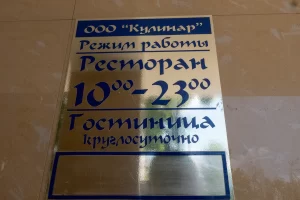 ООО "Кулинар"
Режим работы
Ресторан
10⁰⁰-23⁰⁰
Гостиница
круглосуточно